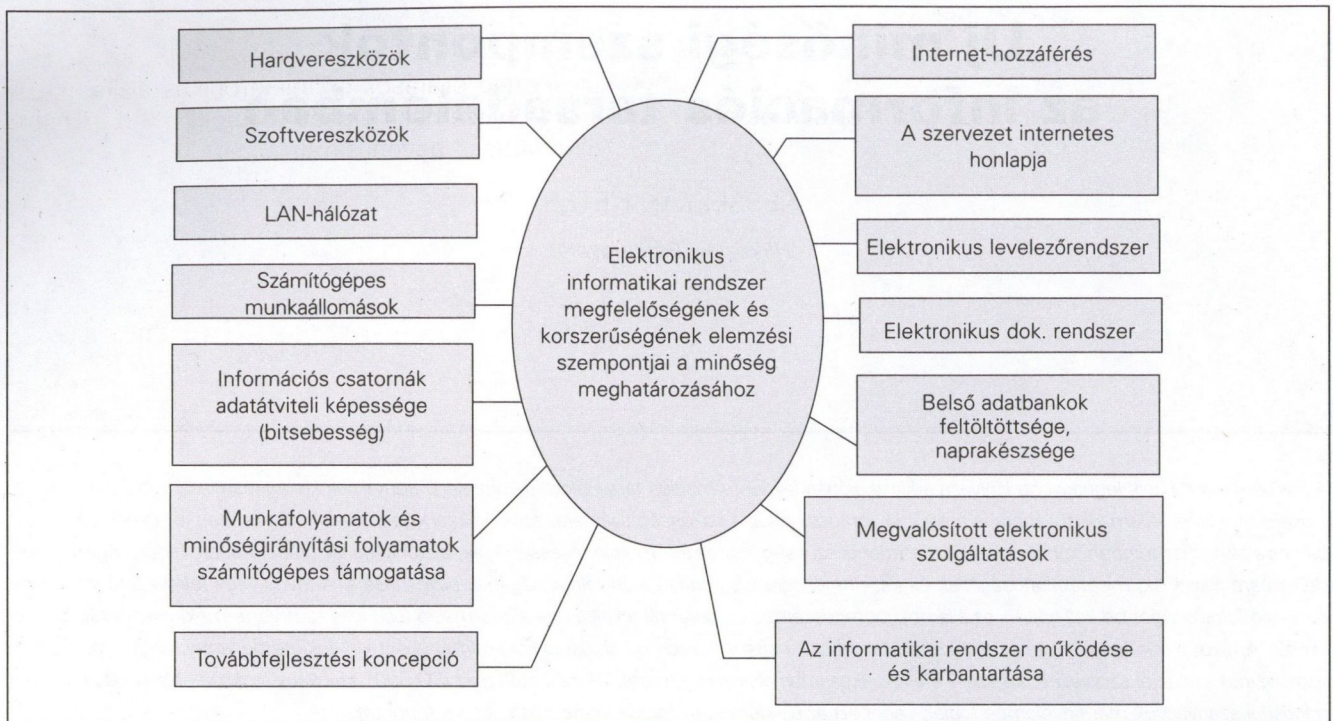 Hardvereszközök
Szoftvereszközök
LAN-hálózat
Számítógépes
munkaállomások
Információs csatornák
adatátviteli képessége
(bitsebesség)
Munkafolyamatok és
minőségirányítási folyamatok
számítógépes támogatása
Továbbfejlesztési koncepció
Elektronikus
informatikai rendszer
megfelelőségének és
korszerűségének elemzési
szempontjai a minőség
meghatározásához
Internet-hozzáférés
A szervezet internetes
honlapja
Elektronikus levelezőrendszer
Elektronikus dok. rendszer
Belső adatbankok
feltöltöttsége,
naprakészsége
Megvalósított elektronikus
szolgáltatások
Az informatikai rendszer működése
és karbantartása